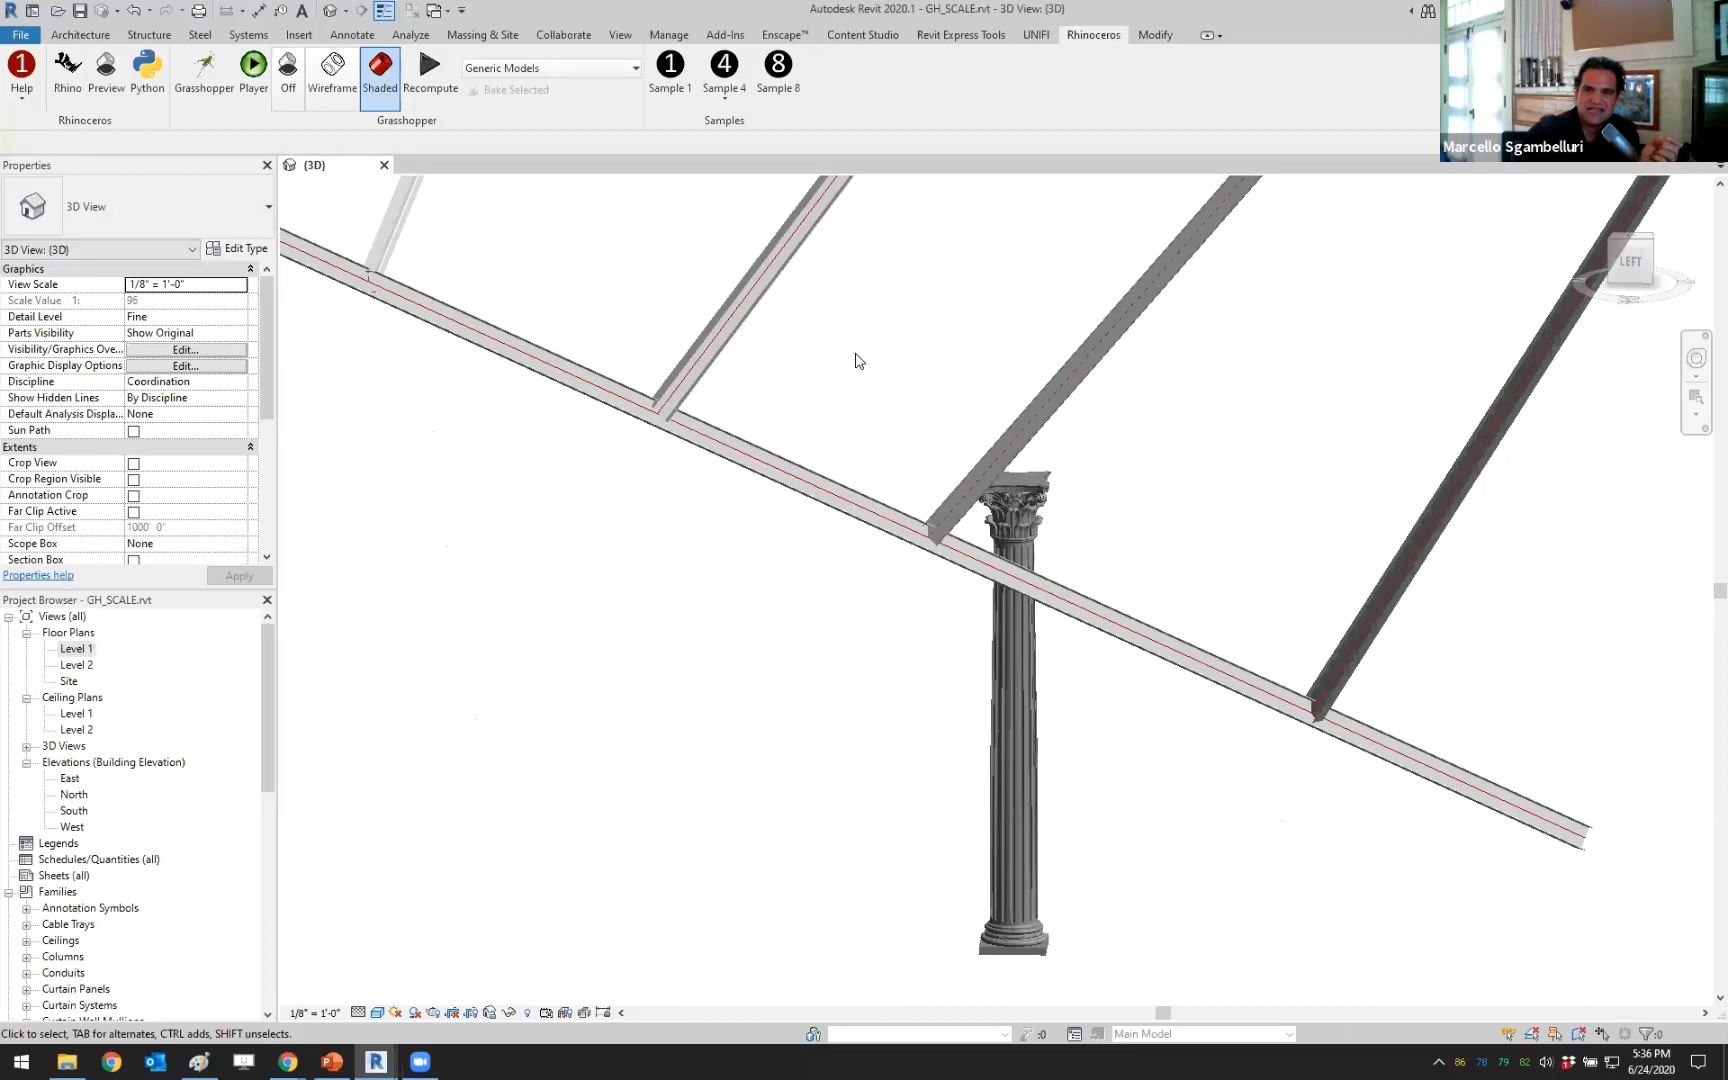 Autodesk Revit 2020.1 - GH_SCALE.rvt - 3D View: {3D}
File Architecture Structure Steel Systems Insert Annotate Analyze Massing & Site Collaborate View Manage Add-Ins Enscape™ Content Studio Revit Express Tools UNIFI Rhinoceros Modify
1 Help
Rhino Preview Python
Grasshopper Player Off Wireframe Shaded Recompute
Generic Models
Bake Selected
1 Sample 1
4 Sample 4
8 Sample 8
Rhinoceros
Grasshopper
Samples
Marcello Sgambelluri
Properties
{3D}
3D View
3D View: {3D}
Edit Type
Graphics
View Scale 1/8" = 1'-0"
Scale Value 1: 96
Detail Level Fine
Parts Visibility Show Original
Visibility/Graphics Ove... Edit...
Graphic Display Options Edit...
Discipline Coordination
Show Hidden Lines By Discipline
Default Analysis Displa... None
Sun Path
Extents
Crop View
Crop Region Visible
Annotation Crop
Far Clip Active
Far Clip Offset 1000' 0"
Scope Box None
Section Box
Properties help
Apply
LEFT
Project Browser - GH_SCALE.rvt
Views (all)
Floor Plans
Level 1
Level 2
Site
Ceiling Plans
Level 1
Level 2
3D Views
Elevations (Building Elevation)
East
North
South
West
Legends
Schedules/Quantities (all)
Sheets (all)
Families
Annotation Symbols
Cable Trays
Ceilings
Columns
Conduits
Curtain Panels
Curtain Systems
1/8" = 1'-0"
Click to select, TAB for alternates, CTRL adds, SHIFT unselects.
:0
Main Model
:0
86 78 79 82
5:36 PM
6/24/2020